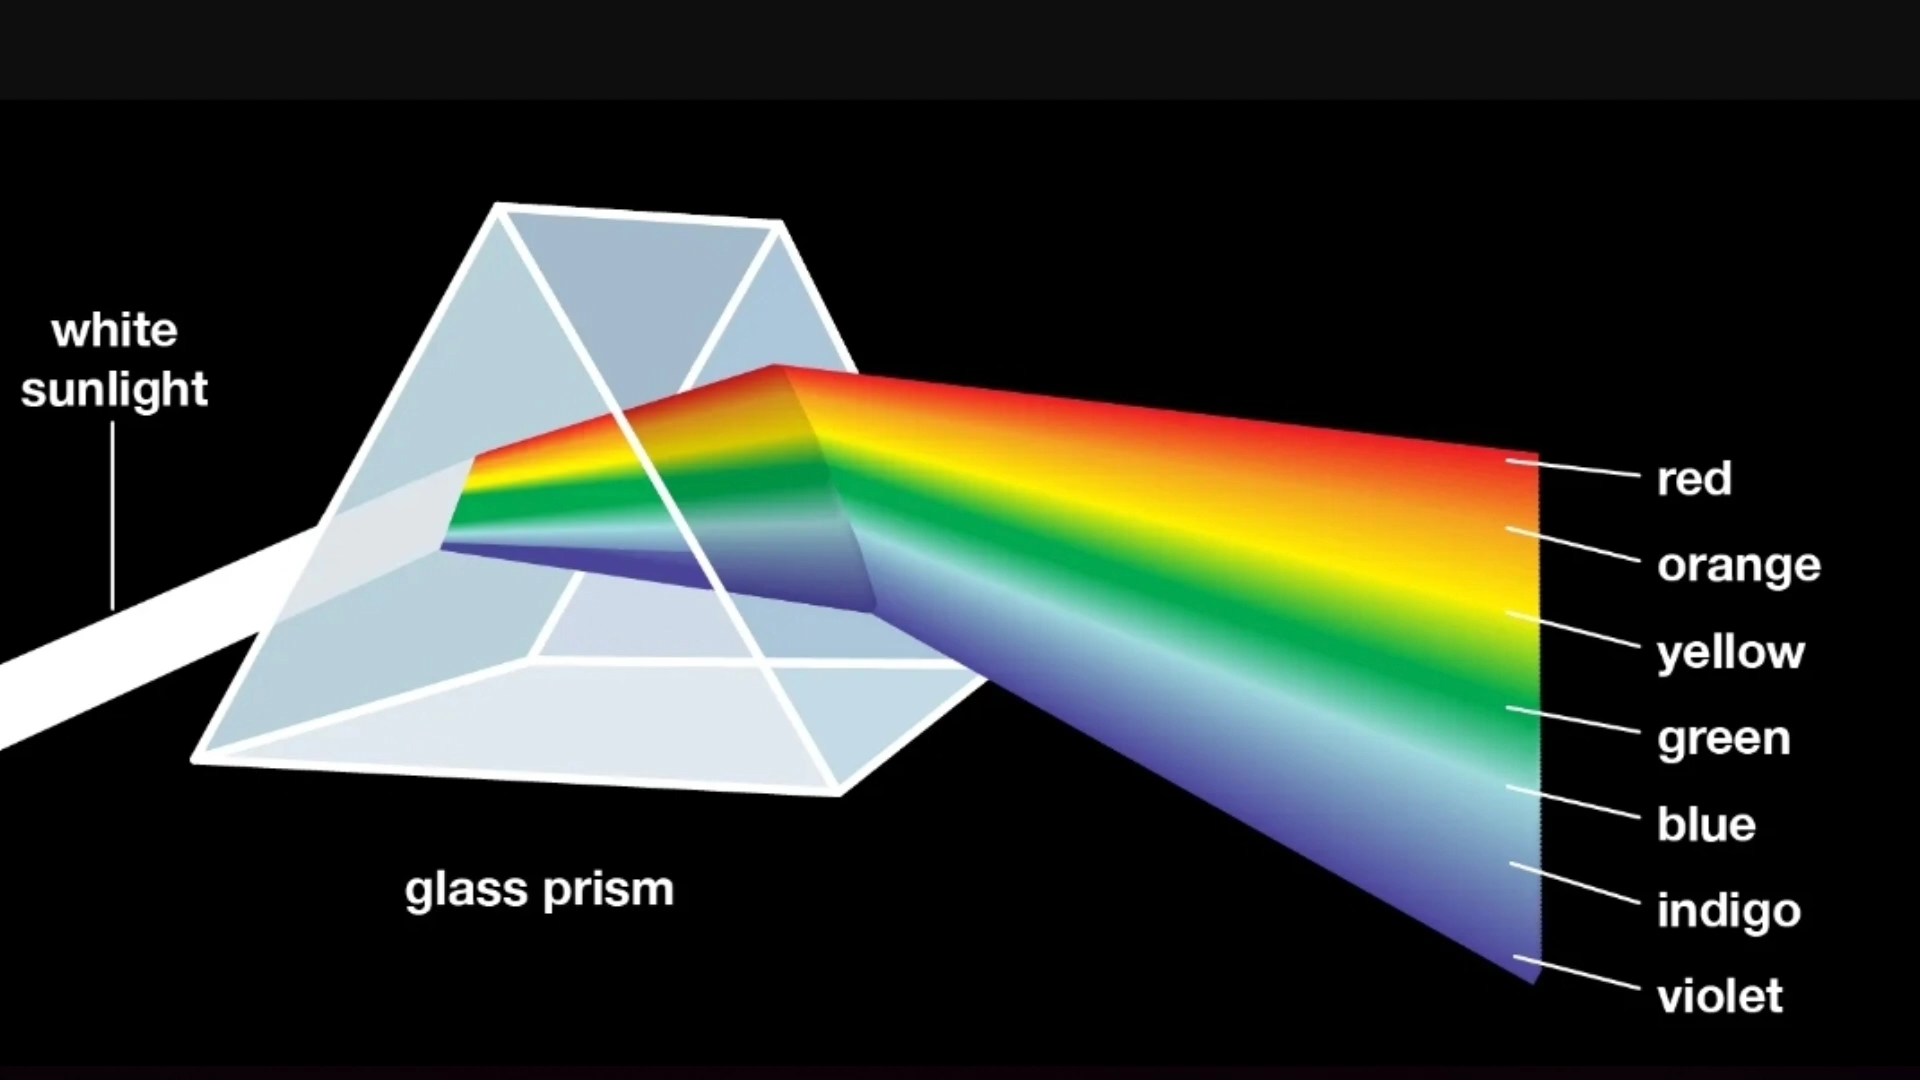 white
sunlight
glass prism
red
orange
yellow
green
blue
indigo
violet